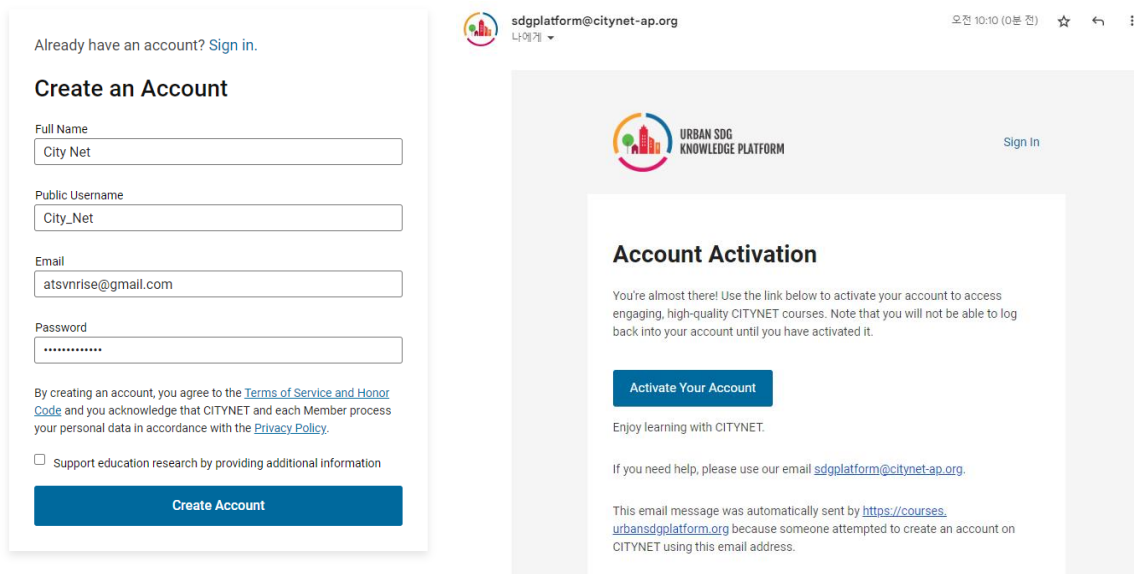 Already have an account? Sign in.
Create an Account
Full Name
City Net
Public Username
City_Net
Email
atsvnrise@gmail.com
Password
•••••••••••••
By creating an account, you agree to the Terms of Service and Honor
Code and you acknowledge that CITYNET and each Member process
your personal data in accordance with the Privacy Policy.
Support education research by providing additional information
Create Account
sdgplatform@citynet-ap.org
오전 10:10 (0분 전)
나에게
URBAN SDG
KNOWLEDGE PLATFORM
Sign In
Account Activation
You're almost there! Use the link below to activate your account to access
engaging, high-quality CITYNET courses. Note that you will not be able to log
back into your account until you have activated it.
Activate Your Account
Enjoy learning with CITYNET.
If you need help, please use our email sdgplatform@citynet-ap.org.
This email message was automatically sent by https://courses.
urbansdgplatform.org because someone attempted to create an account on
CITYNET using this email address.